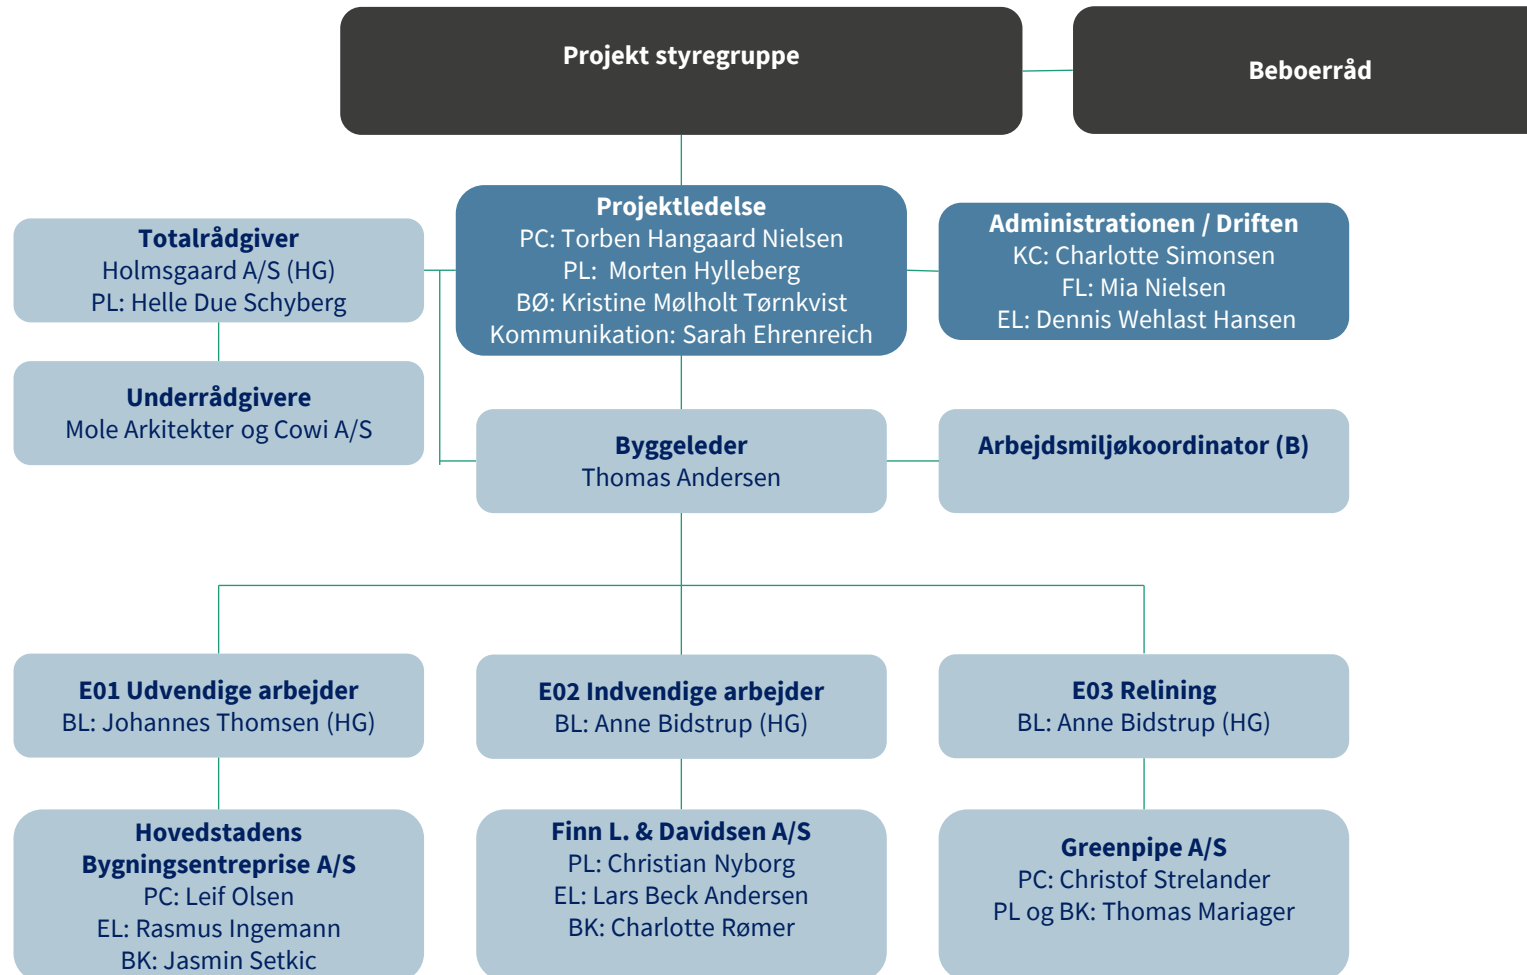 Projekt styregruppe
Beboerråd
Totalrådgiver
Holmsgaard A/S (HG)
PL: Helle Due Schyberg
Projektledelse
PC: Torben Hangaard Nielsen
PL: Morten Hylleberg
BØ: Kristine Mølholt Tørnkvist
Kommunikation: Sarah Ehrenreich
Administrationen / Driften
KC: Charlotte Simonsen
FL: Mia Nielsen
EL: Dennis Wehlast Hansen
Underrådgivere
Mole Arkitekter og Cowi A/S
Byggeleder
Thomas Andersen
Arbejdsmiljøkoordinator (B)
E01 Udvendige arbejder
BL: Johannes Thomsen (HG)
E02 Indvendige arbejder
BL: Anne Bidstrup (HG)
E03 Relining
BL: Anne Bidstrup (HG)
Hovedstadens
Bygningsentreprise A/S
PC: Leif Olsen
EL: Rasmus Ingemann
BK: Jasmin Setkic
Finn L. & Davidsen A/S
PL: Christian Nyborg
EL: Lars Beck Andersen
BK: Charlotte Rømer
Greenpipe A/S
PC: Christof Strelander
PL og BK: Thomas Mariager